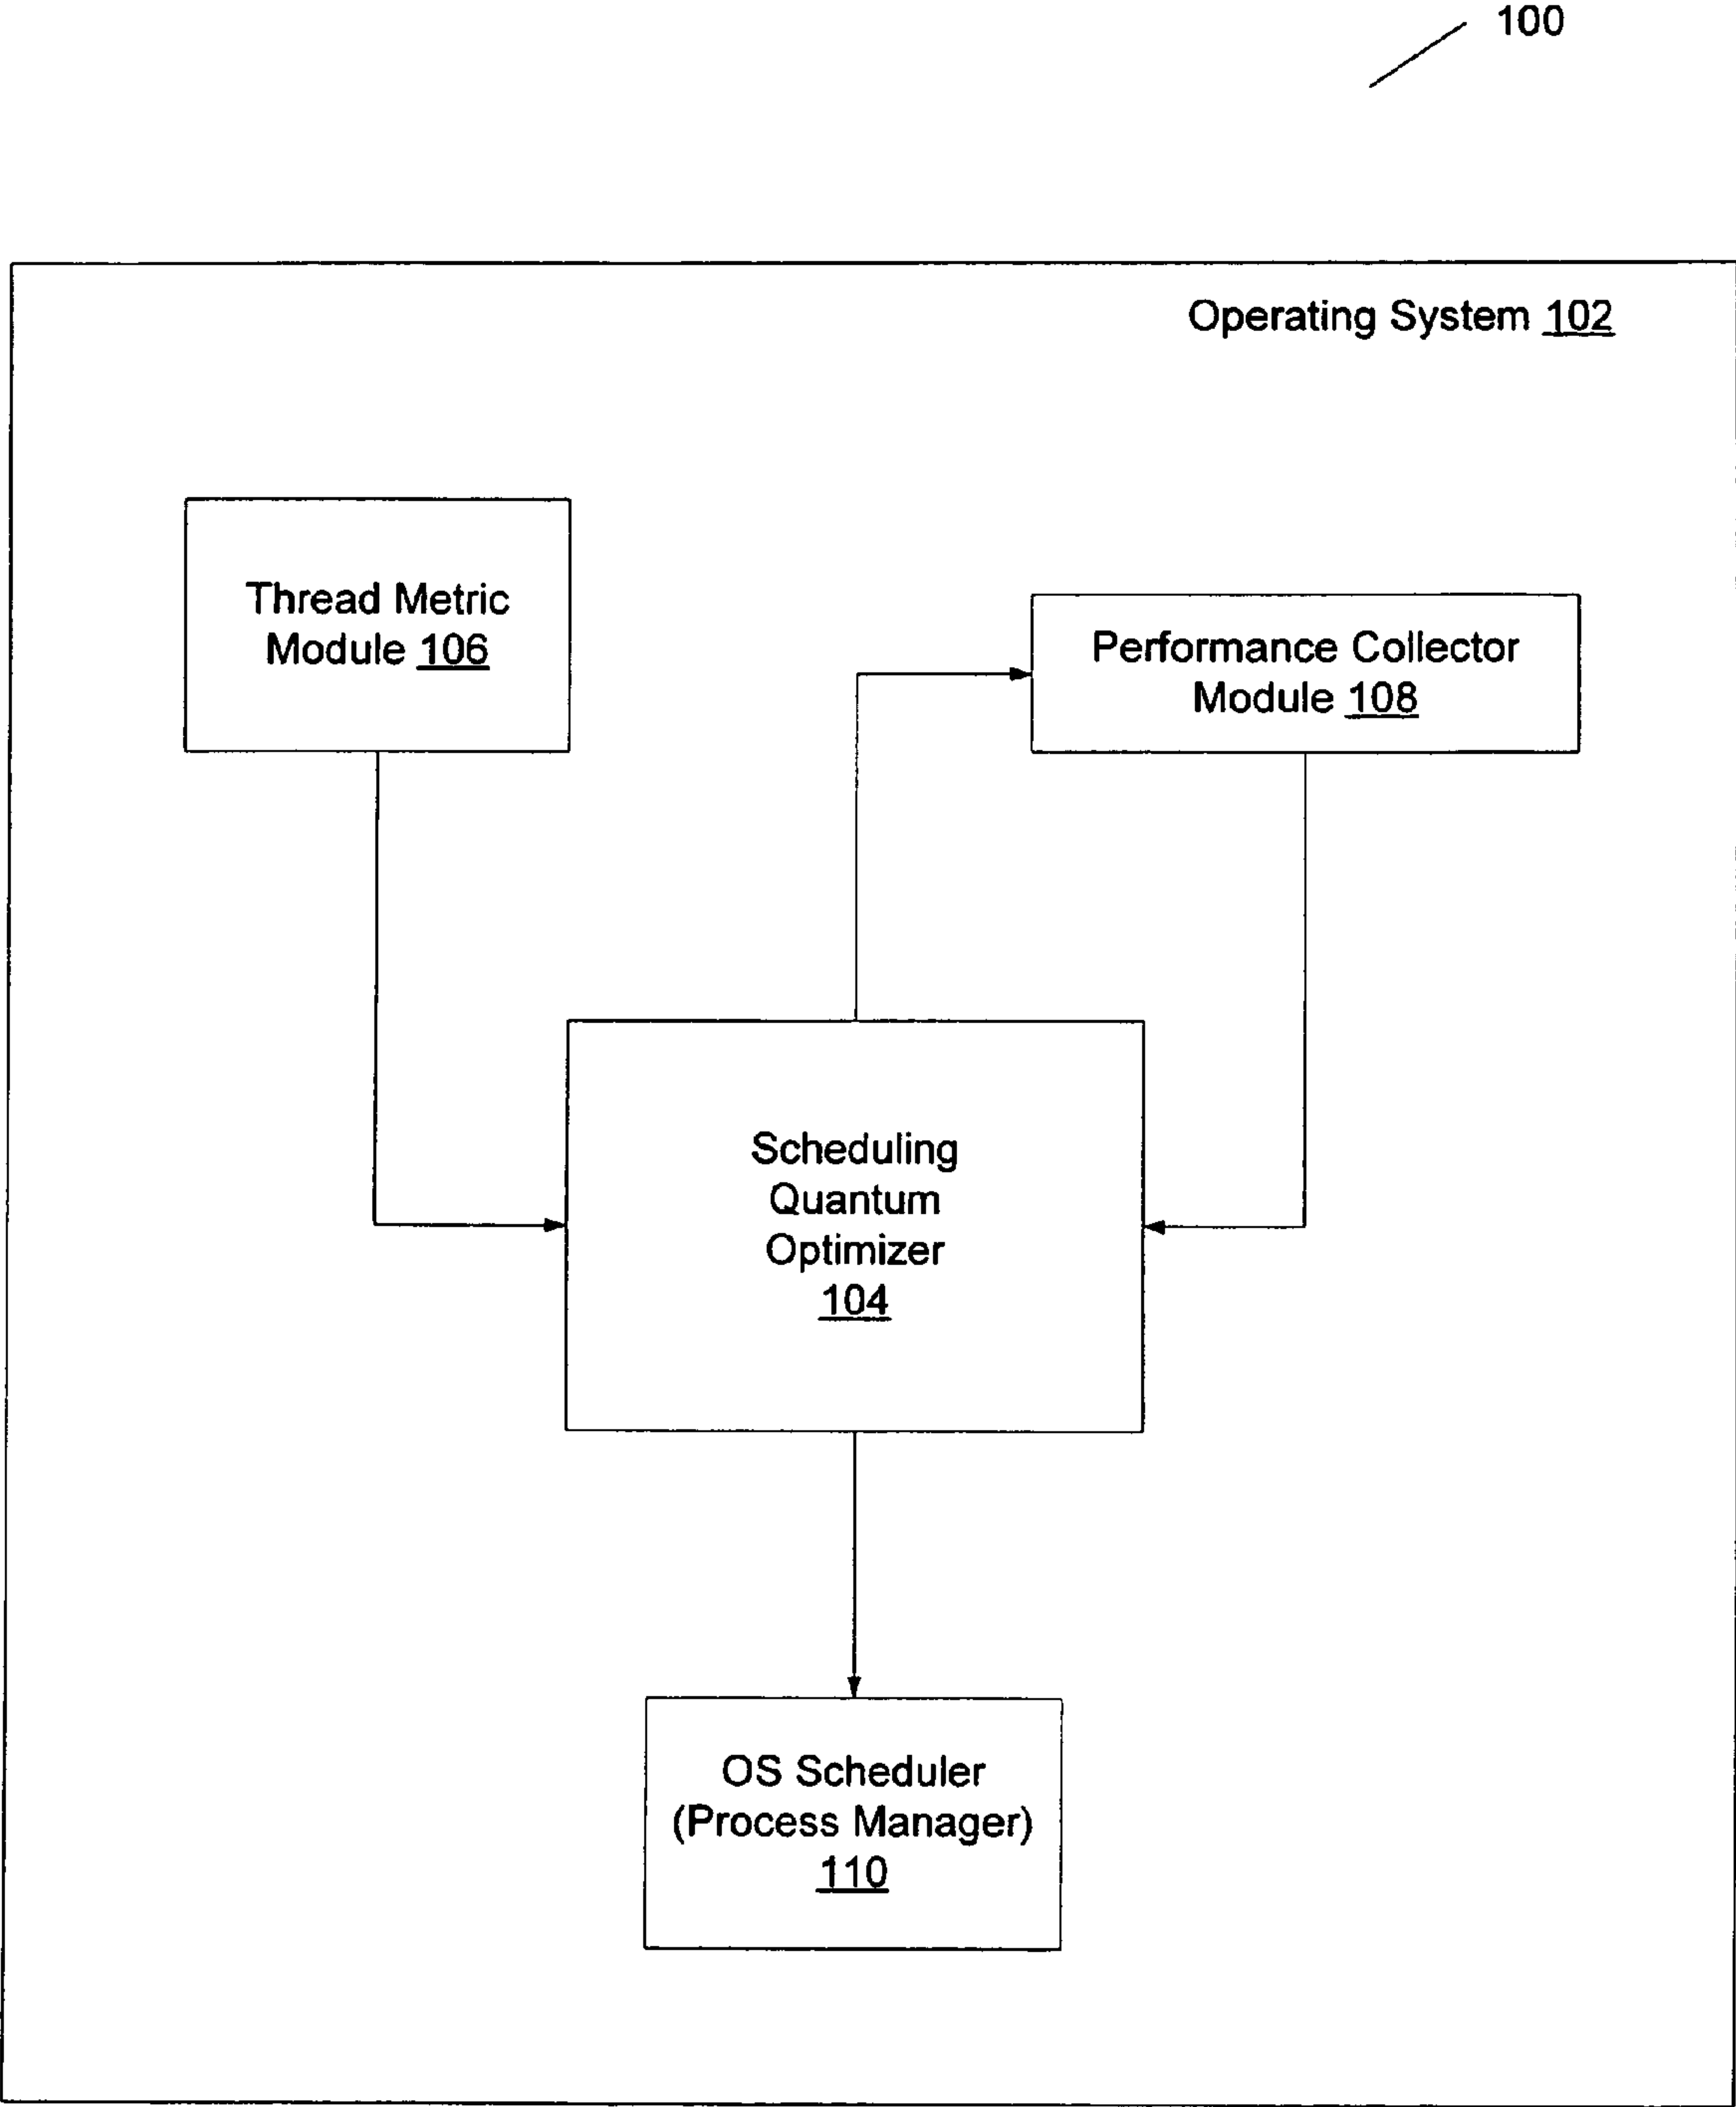 100
Operating System 102
Thread Metric
Module 106
Performance Collector
Module 108
Scheduling
Quantum
Optimizer
104
OS Scheduler
(Process Manager)
110